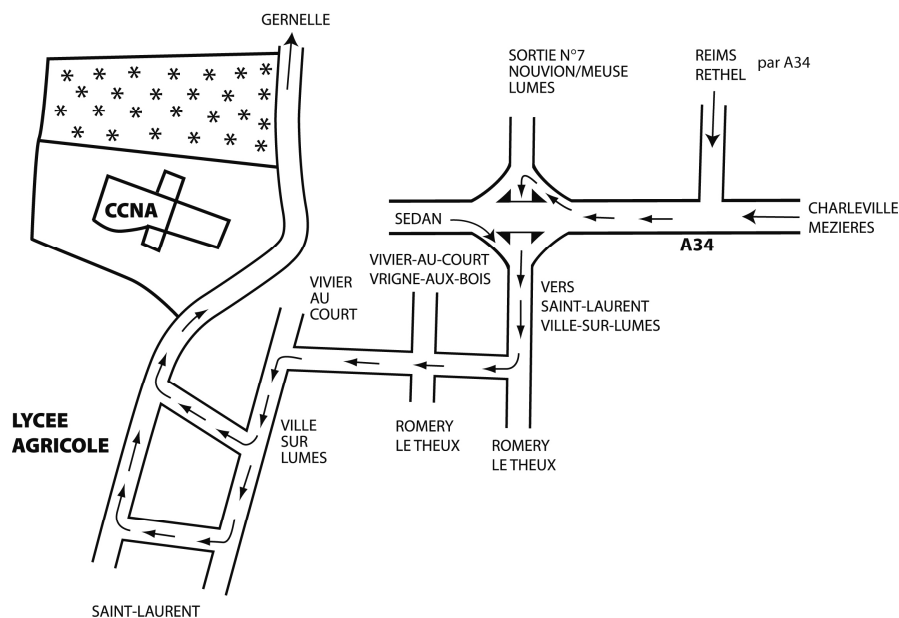 GERNELLE
SORTIE N°7
NOUVION/MEUSE
LUMES
REIMS
RETHEL
par A34
CCNA
SEDAN
CHARLEVILLE
MEZIERES
A34
VIVIER-AU-COURT
VRIGNE-AUX-BOIS
VIVIER
AU
COURT
VERS
SAINT-LAURENT
VILLE-SUR-LUMES
LYCEE
AGRICOLE
VILLE
SUR
LUMES
ROMERY
LE THEUX
ROMERY
LE THEUX
SAINT-LAURENT